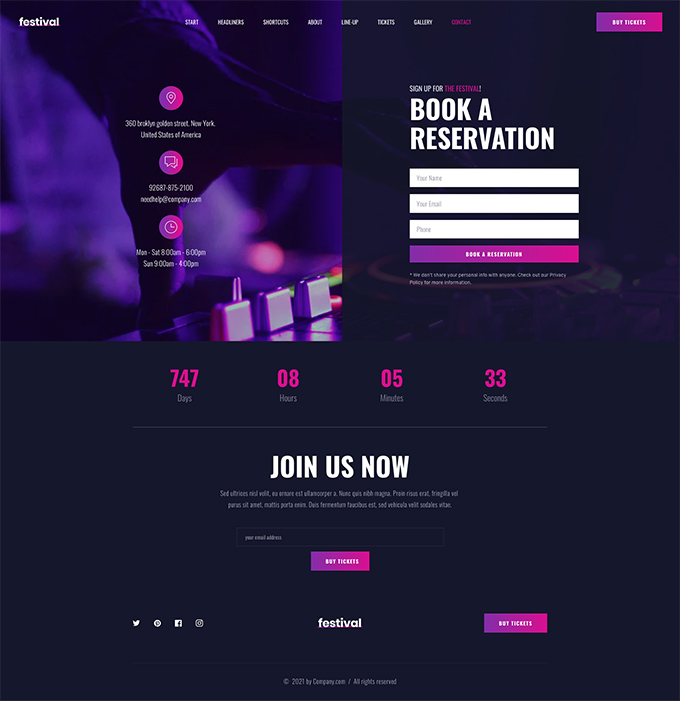 festival
START
HEADLINERS
SHORTCUTS
ABOUT
LINE-UP
TICKETS
GALLERY
CONTACT
BUY TICKETS
360 broklyn golden street. New York.
United States of America
92687-875-2100
needhelp@company.com
Mon - Sat 8:00am - 6:00pm
Sun 9:00am - 4:00pm
SIGN UP FOR THE FESTIVAL!
BOOK A
RESERVATION
Your Name
Your Email
Phone
BOOK A RESERVATION
* We don't share your personal info with anyone. Check out our Privacy
Policy for more information.
747
Days
08
Hours
05
Minutes
33
Seconds
JOIN US NOW
Sed ultrices nisl velit, eu ornare est ullamcorper a. Nunc quis nibh magna. Proin risus erat, fringilla vel
purus sit amet, mattis porta enim. Duis fermentum faucibus est, sed vehicula velit sodales vitae.
your email address
BUY TICKETS
festival
BUY TICKETS
© 2021 by Company.com / All rights reserved